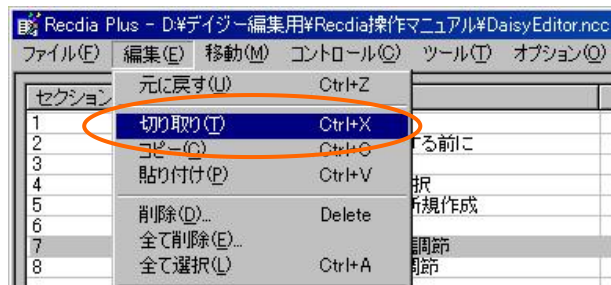 Recdia Plus - D:¥デイジー編集用¥Recdia操作マニュアル¥DaisyEditor.ncc
ファイル(F) 編集(E) 移動(M) コントロール(C) ツール(T) オプション(O)
元に戻す(U) Ctrl+Z
セクション
1 切り取り(T) Ctrl+X
2 コピー(C) Ctrl+C する前に
3
4 貼り付け(P) Ctrl+V 択
5 削除(D)... Delete 新規作成
6
7 全て削除(E)... 調節
8 全て選択(L) Ctrl+A 調節